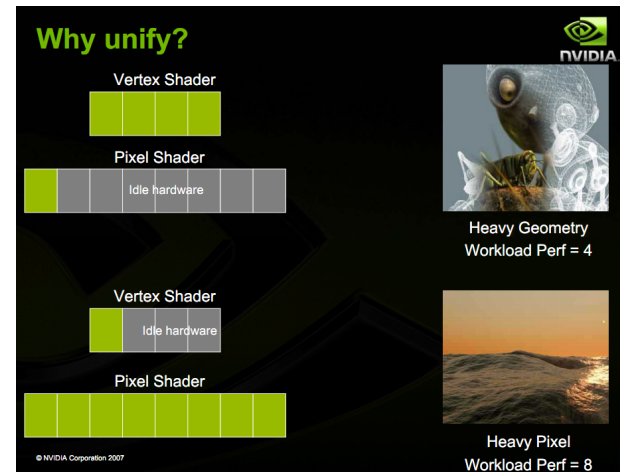 Why unify?
NVIDIA
Vertex Shader
Pixel Shader
Idle hardware
Heavy Geometry
Workload Perf = 4
Vertex Shader
Idle hardware
Pixel Shader
Heavy Pixel
Workload Perf = 8
© NVIDIA Corporation 2007